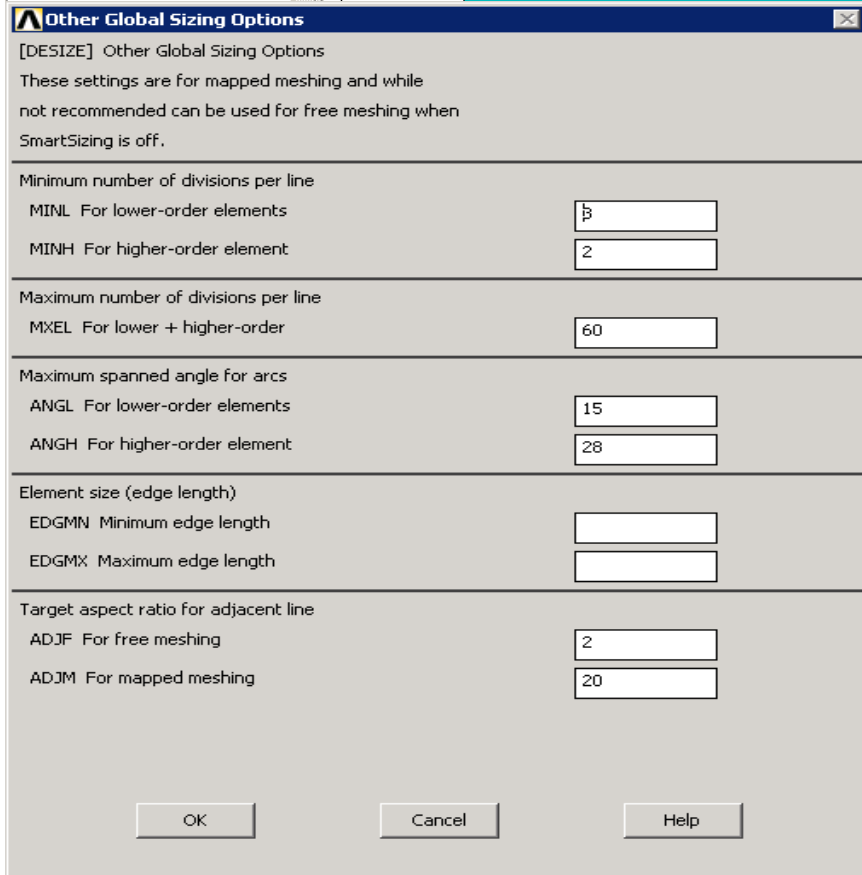 Other Global Sizing Options
[DESIZE] Other Global Sizing Options
These settings are for mapped meshing and while
not recommended can be used for free meshing when
SmartSizing is off.
Minimum number of divisions per line
MINL For lower-order elements 3
MINH For higher-order element 2
Maximum number of divisions per line
MXEL For lower + higher-order 60
Maximum spanned angle for arcs
ANGL For lower-order elements 15
ANGH For higher-order element 28
Element size (edge length)
EDGMN Minimum edge length
EDGMX Maximum edge length
Target aspect ratio for adjacent line
ADJF For free meshing 2
ADJM For mapped meshing 20
OK Cancel Help